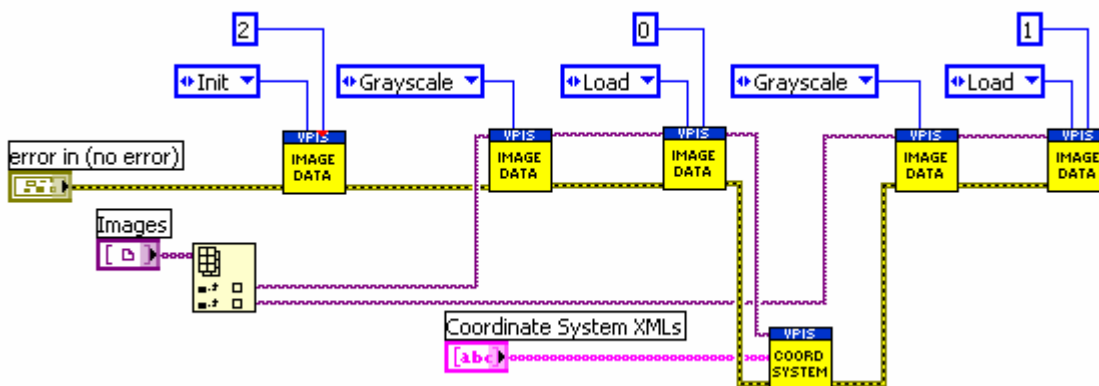 2
0
1
Init
Grayscale
Load
Grayscale
Load
error in (no error)
VPIS
IMAGE
DATA
VPIS
IMAGE
DATA
VPIS
IMAGE
DATA
VPIS
IMAGE
DATA
VPIS
IMAGE
DATA
Images
Coordinate System XMLs
[abc]
VPIS
COORD
SYSTEM